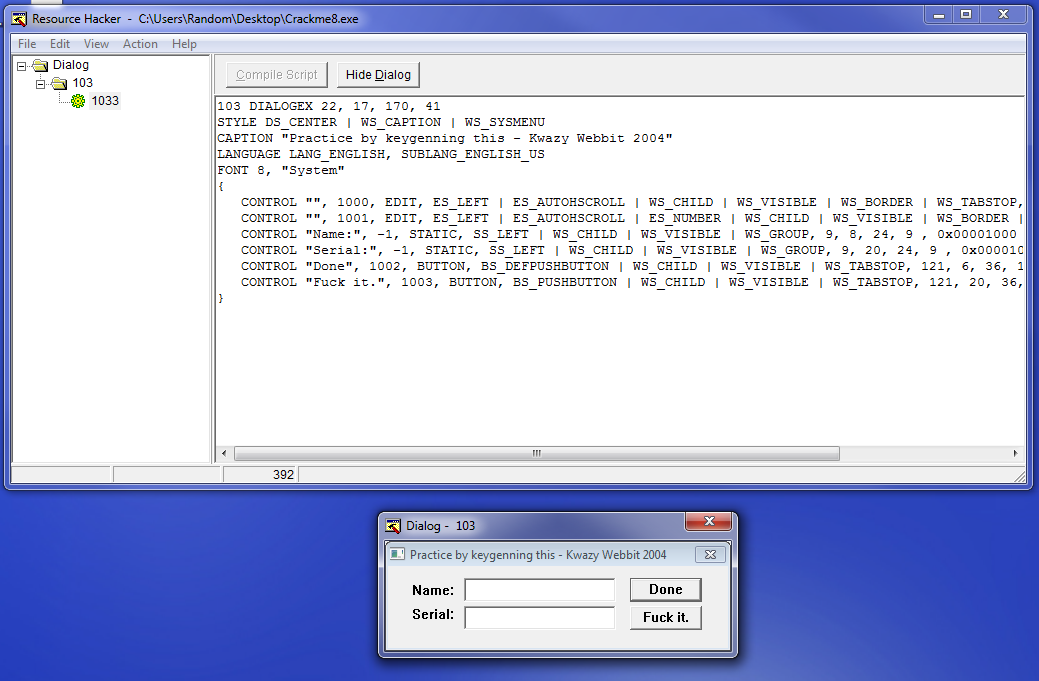 Resource Hacker - C:\Users\Random\Desktop\Crackme8.exe
File Edit View Action Help
Dialog
103
1033
Compile Script Hide Dialog
103 DIALOGEX 22, 17, 170, 41
STYLE DS_CENTER | WS_CAPTION | WS_SYSMENU
CAPTION "Practice by keygenning this - Kwazy Webbit 2004"
LANGUAGE LANG_ENGLISH, SUBLANG_ENGLISH_US
FONT 8, "System"
{
CONTROL "", 1000, EDIT, ES_LEFT | ES_AUTOHSCROLL | WS_CHILD | WS_VISIBLE | WS_BORDER | WS_TABSTOP,
CONTROL "", 1001, EDIT, ES_LEFT | ES_AUTOHSCROLL | ES_NUMBER | WS_CHILD | WS_VISIBLE | WS_BORDER |
CONTROL "Name:", -1, STATIC, SS_LEFT | WS_CHILD | WS_VISIBLE | WS_GROUP, 9, 8, 24, 9 , 0x00001000
CONTROL "Serial:", -1, STATIC, SS_LEFT | WS_CHILD | WS_VISIBLE | WS_GROUP, 9, 20, 24, 9 , 0x000010
CONTROL "Done", 1002, BUTTON, BS_DEFPUSHBUTTON | WS_CHILD | WS_VISIBLE | WS_TABSTOP, 121, 6, 36, 1
CONTROL "Fuck it.", 1003, BUTTON, BS_PUSHBUTTON | WS_CHILD | WS_VISIBLE | WS_TABSTOP, 121, 20, 36,
}
392
Dialog - 103
Practice by keygenning this - Kwazy Webbit 2004
Name: Done
Serial: Fuck it.